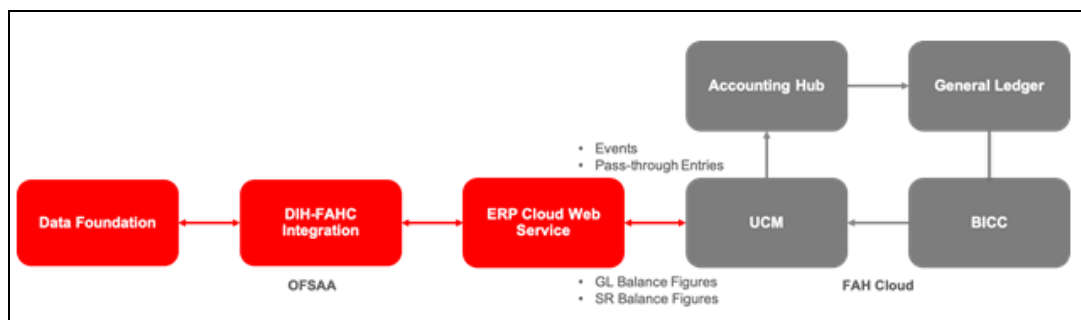 Accounting Hub
General Ledger
• Events
• Pass-through Entries
Data Foundation
DIH-FAHC
Integration
ERP Cloud Web
Service
UCM
BICC
OFSAA
• GL Balance Figures
• SR Balance Figures
FAH Cloud